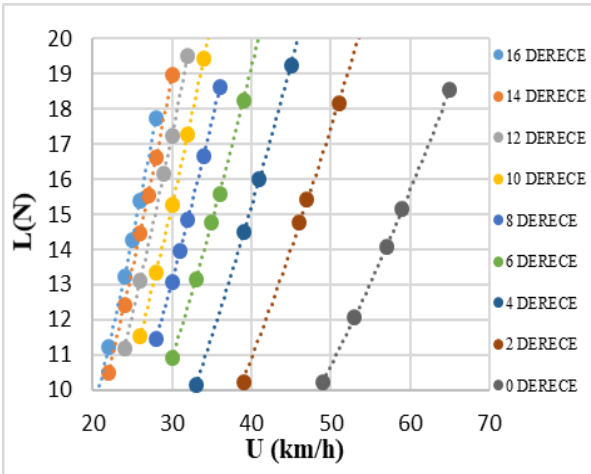 20
19
18
17
16
15
14
13
12
11
10
L(N)
20 30 40 50 60 70
U (km/h)
16 DERECE
14 DERECE
12 DERECE
10 DERECE
8 DERECE
6 DERECE
4 DERECE
2 DERECE
0 DERECE